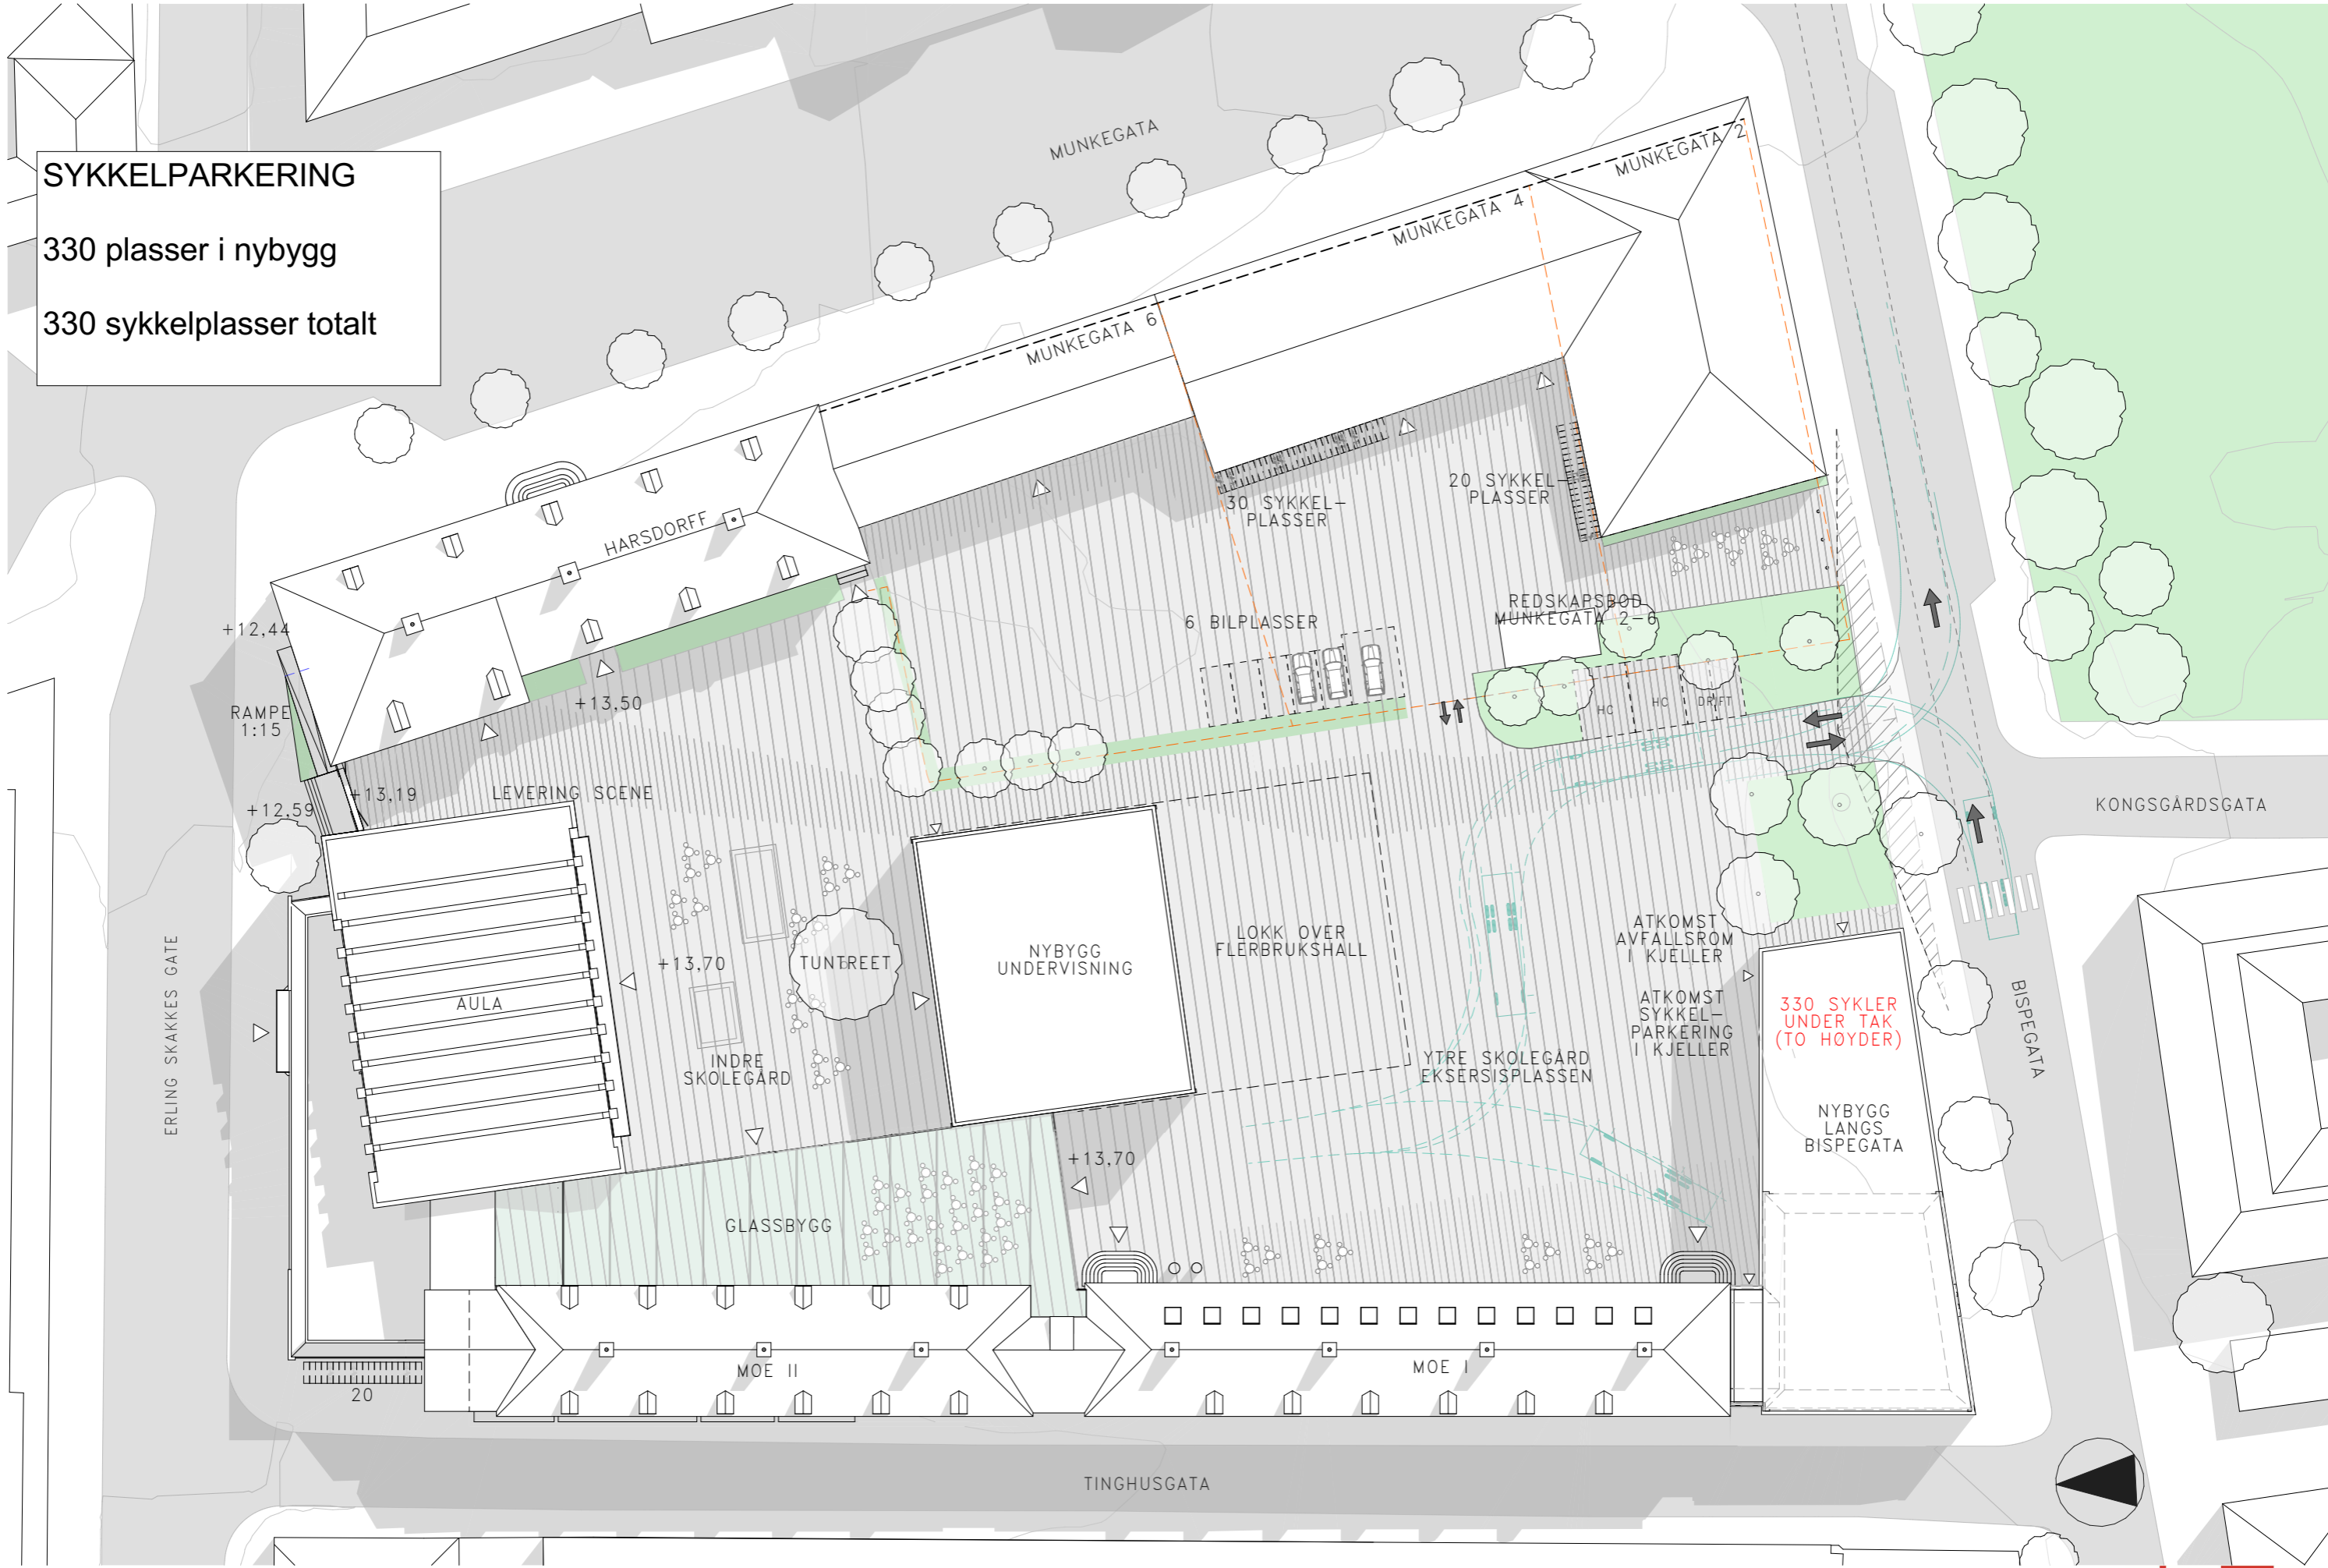 SYKKELPARKERING
330 plasser i nybygg
330 sykkelplasser totalt
MUNKEGATA
MUNKEGATA 2
MUNKEGATA 4
MUNKEGATA 6
HARSDORFF
30 SYKKEL-
PLASSER
20 SYKKEL-
PLASSER
6 BILPLASSER
REDSKAPSBOD
MUNKEGATA 2-6
HC
HC
DRIFT
+12,44
RAMPE
1:15
+13,50
+12,59
+13,19
LEVERING SCENE
KONGSGÅRDSGATA
ERLING SKAKKES GATE
AULA
+13,70
TUNTREET
INDRE
SKOLEGÅRD
NYBYGG
UNDERVISNING
LOKK OVER
FLERBRUKSHALL
ATKOMST
AVFALLSROM
I KJELLER
ATKOMST
SYKKEL-
PARKERING
I KJELLER
330 SYKLER
UNDER TAK
(TO HØYDER)
BISPEGATA
YTRE SKOLEGÅRD
EKSERSISPLASSEN
NYBYGG
LANGS
BISPEGATA
+13,70
GLASSBYGG
MOE II
MOE I
20
TINGHUSGATA